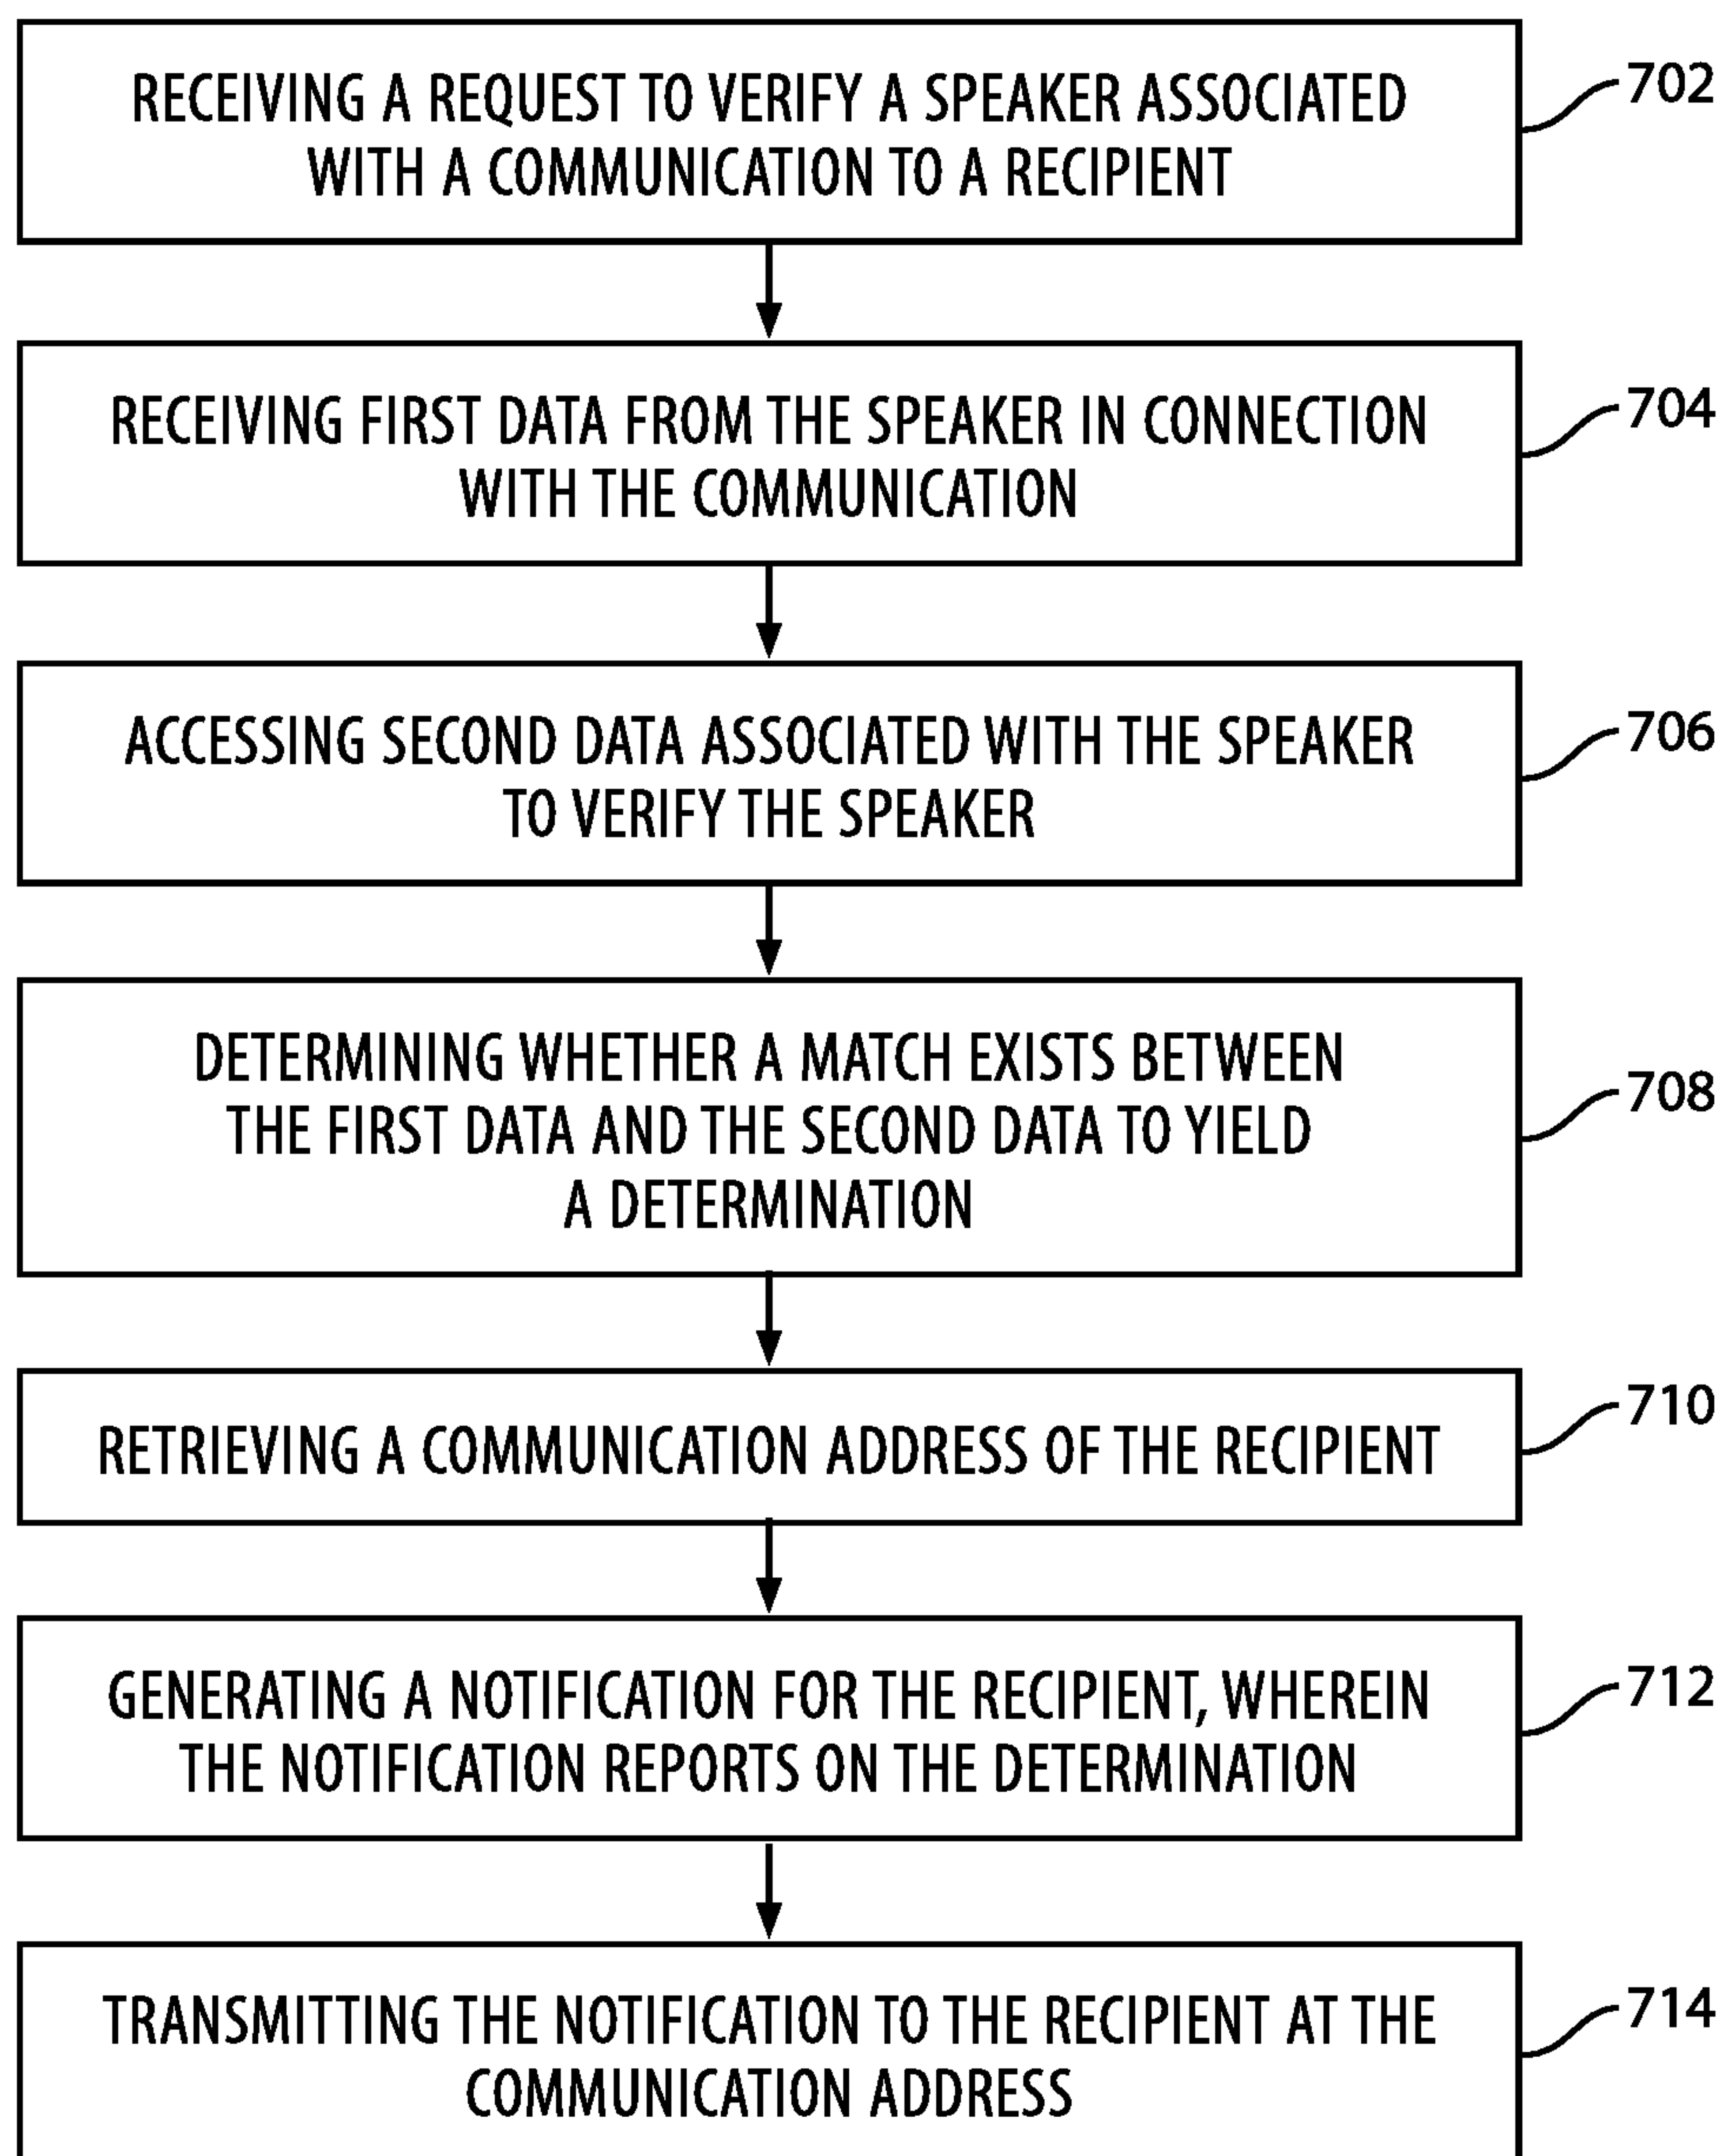 RECEIVING A REQUEST TO VERIFY A SPEAKER ASSOCIATED
WITH A COMMUNICATION TO A RECIPIENT
702
RECEIVING FIRST DATA FROM THE SPEAKER IN CONNECTION
WITH THE COMMUNICATION
704
ACCESSING SECOND DATA ASSOCIATED WITH THE SPEAKER
TO VERIFY THE SPEAKER
706
DETERMINING WHETHER A MATCH EXISTS BETWEEN
THE FIRST DATA AND THE SECOND DATA TO YIELD
A DETERMINATION
708
RETRIEVING A COMMUNICATION ADDRESS OF THE RECIPIENT
710
GENERATING A NOTIFICATION FOR THE RECIPIENT, WHEREIN
THE NOTIFICATION REPORTS ON THE DETERMINATION
712
TRANSMITTING THE NOTIFICATION TO THE RECIPIENT AT THE
COMMUNICATION ADDRESS
714